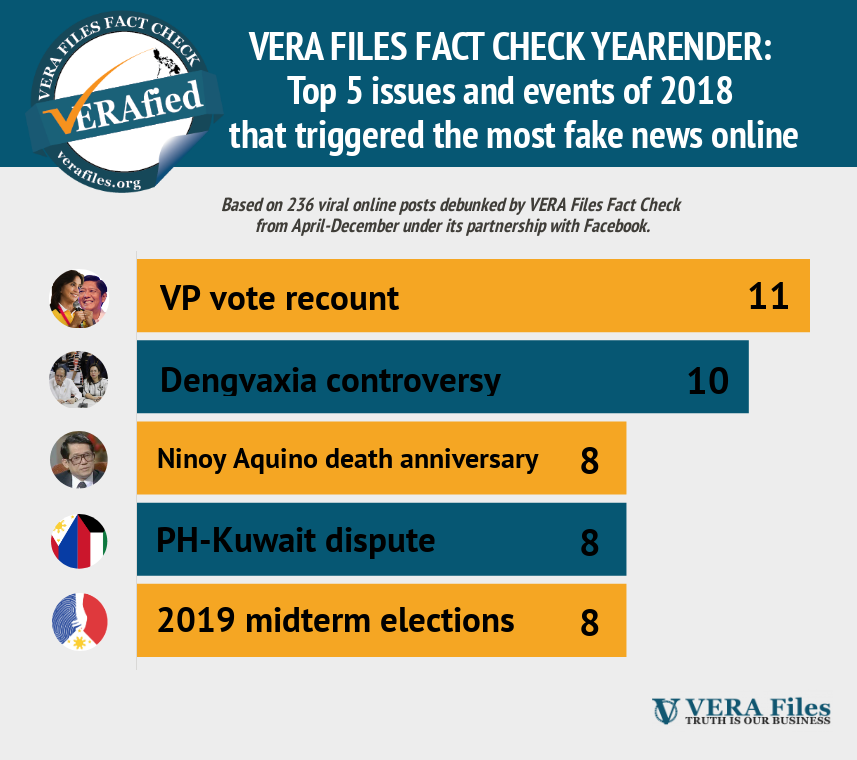 VERA FILES FACT CHECK
VERAfied
verafiles.org
VERA FILES FACT CHECK YEARENDER:
Top 5 issues and events of 2018
that triggered the most fake news online
Based on 236 viral online posts debunked by VERA Files Fact Check
from April-December under its partnership with Facebook.
VP vote recount 11
Dengvaxia controversy 10
Ninoy Aquino death anniversary 8
PH-Kuwait dispute 8
2019 midterm elections 8
VERA Files
TRUTH IS OUR BUSINESS